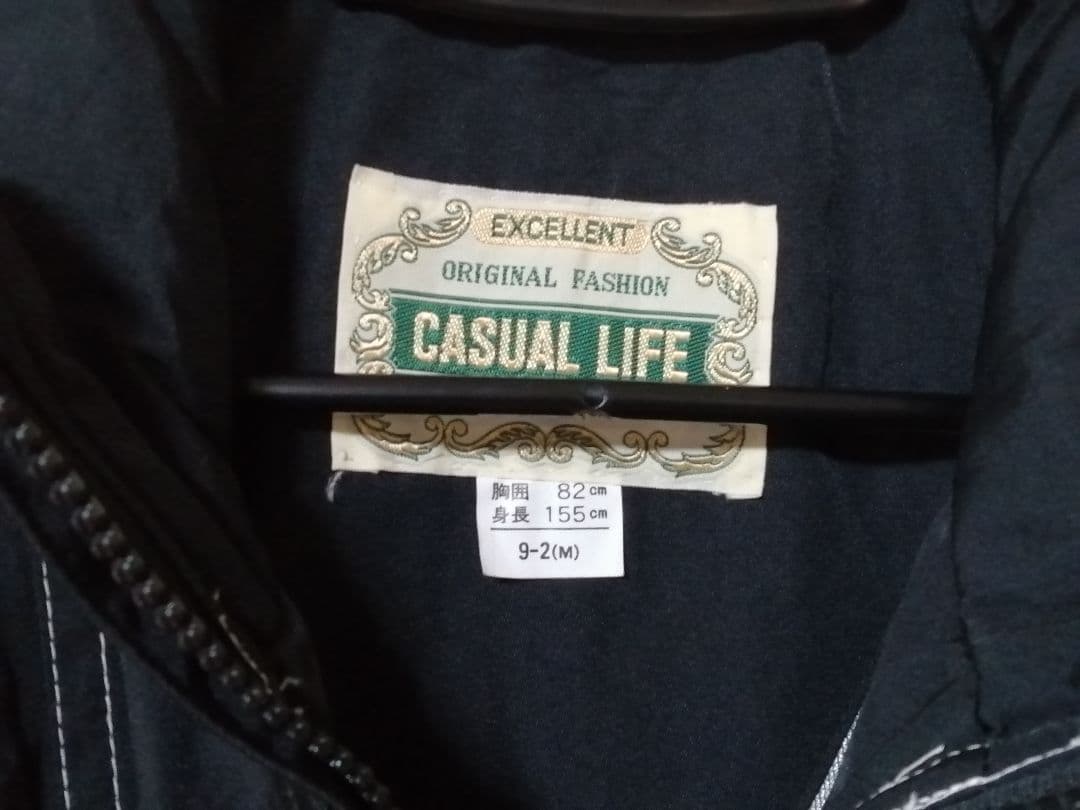 EXCELLENT
ORIGINAL FASHION
CASUAL LIFE
胸囲 82cm
身長 155cm
9-2(M)